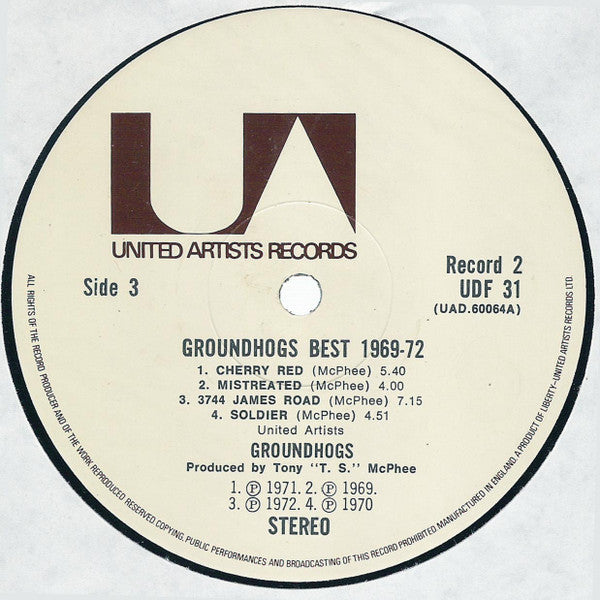 UA
UNITED ARTISTS RECORDS
Side 3
Record 2
UDF 31
(UAD.60064A)
GROUNDHOGS BEST 1969-72
1. CHERRY RED (McPhee) 5.40
2. MISTREATED (McPhee) 4.00
3. 3744 JAMES ROAD (McPhee) 7.15
4. SOLDIER (McPhee) 4.51
United Artists
GROUNDHOGS
Produced by Tony "T. S." McPhee
1. ℗ 1971. 2. ℗ 1969.
3. ℗ 1972. 4. ℗ 1970
STEREO
ALL RIGHTS OF THE RECORD PRODUCER AND OF THE WORK REPRODUCED RESERVED. COPYING, PUBLIC PERFORMANCES AND BROADCASTING OF THIS RECORD PROHIBITED. MANUFACTURED IN ENGLAND. A PRODUCT OF LIBERTY-UNITED ARTISTS RECORDS LTD.